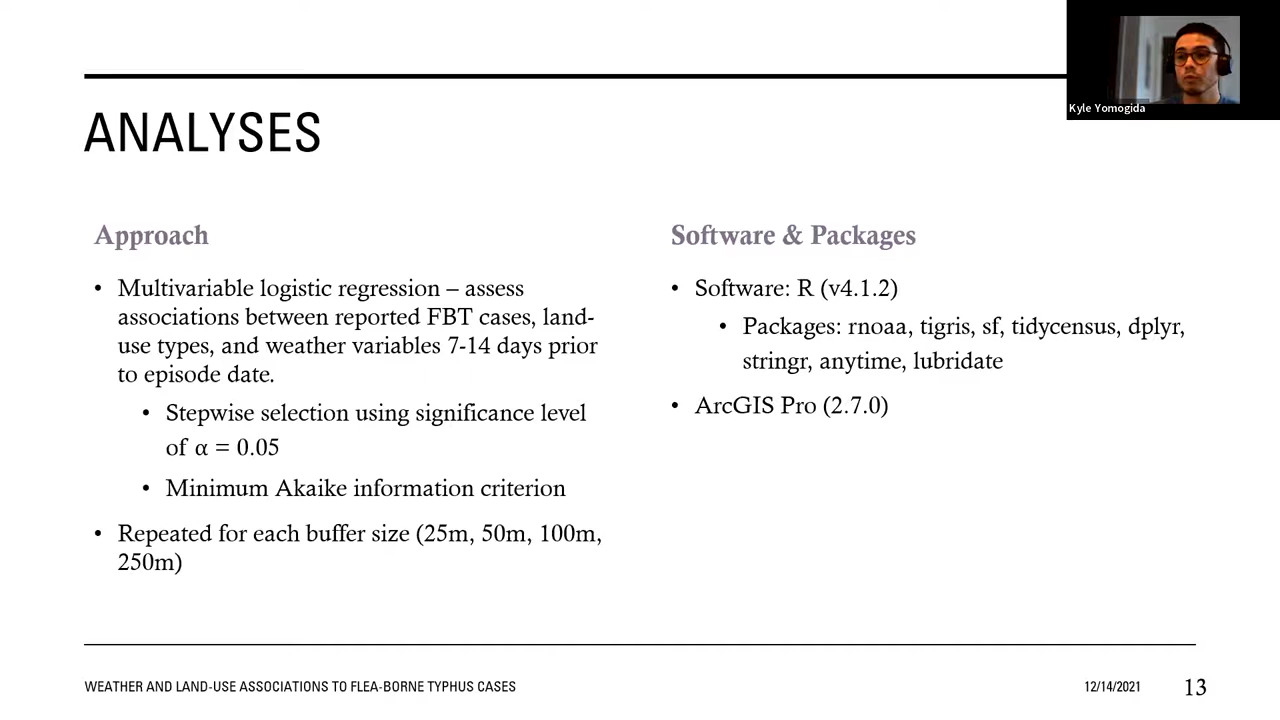 Kyle Yomogida
ANALYSES
Approach
• Multivariable logistic regression – assess
associations between reported FBT cases, land-
use types, and weather variables 7-14 days prior
to episode date.
• Stepwise selection using significance level
of α = 0.05
• Minimum Akaike information criterion
• Repeated for each buffer size (25m, 50m, 100m,
250m)
Software & Packages
• Software: R (v4.1.2)
• Packages: rnoaa, tigris, sf, tidycensus, dplyr,
stringr, anytime, lubridate
• ArcGIS Pro (2.7.0)
WEATHER AND LAND-USE ASSOCIATIONS TO FLEA-BORNE TYPHUS CASES
12/14/2021
13